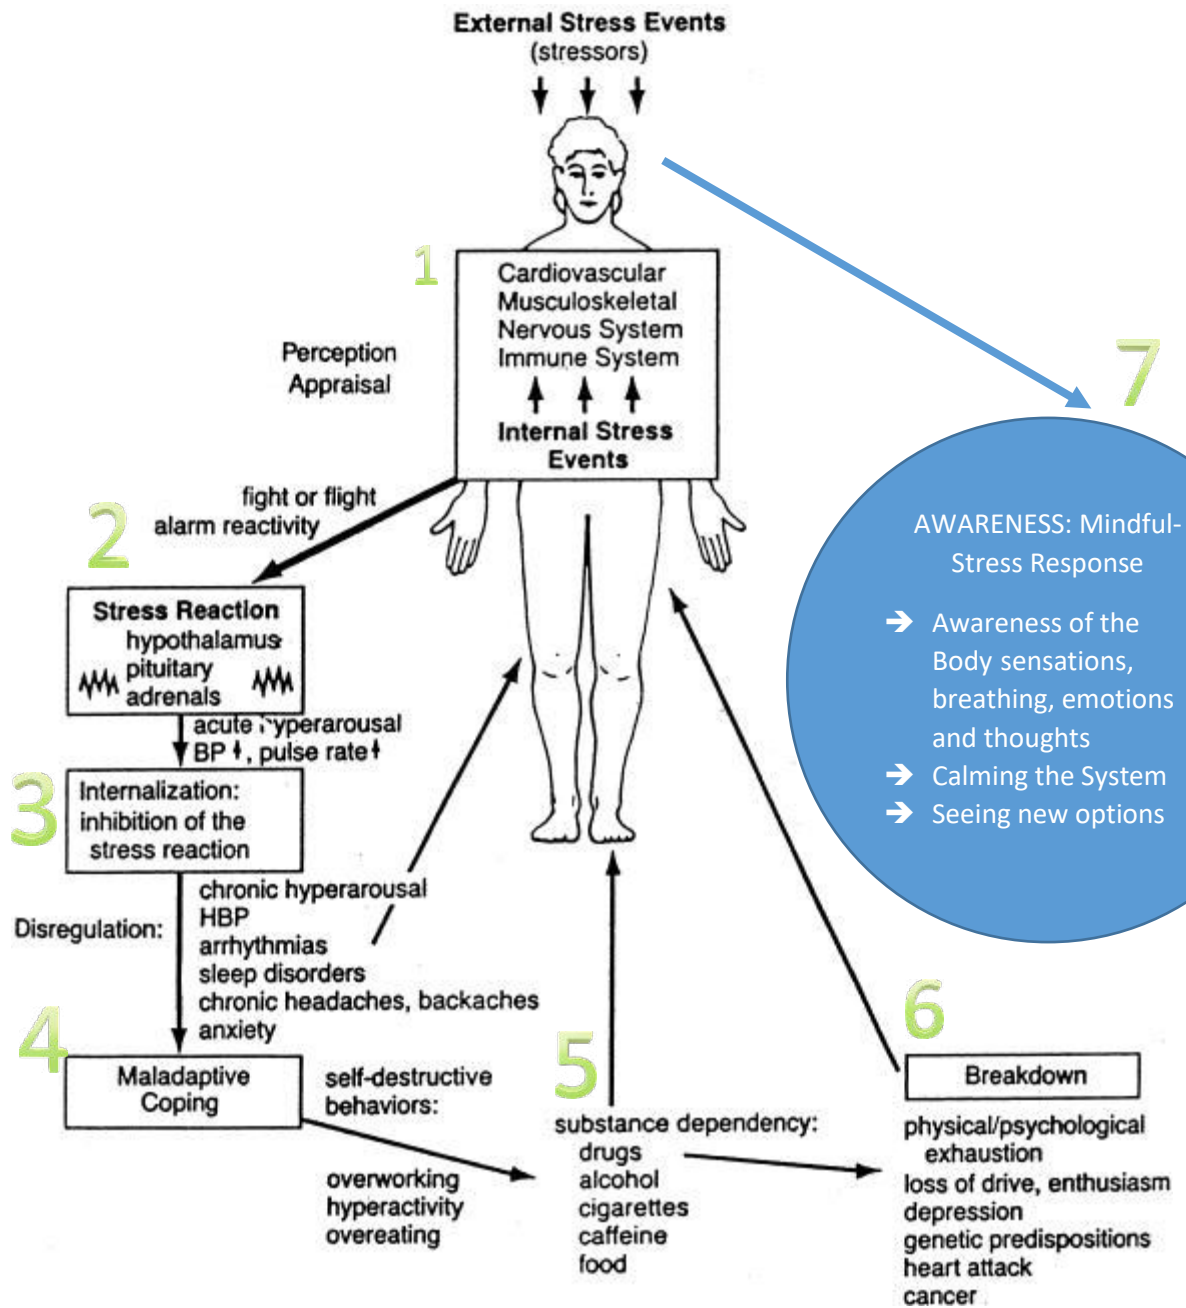 External Stress Events
(stressors)
1
Cardiovascular
Musculoskeletal
Nervous System
Immune System
Internal Stress
Events
Perception
Appraisal
fight or flight
alarm reactivity
2
Stress Reaction
hypothalamus
pituitary
adrenals
acute hyperarousal
BP , pulse rate
3
Internalization:
inhibition of the
stress reaction
Disregulation:
chronic hyperarousal
HBP
arrhythmias
sleep disorders
chronic headaches, backaches
anxiety
4
Maladaptive
Coping
self-destructive
behaviors:
overworking
hyperactivity
overeating
5
substance dependency:
drugs
alcohol
cigarettes
caffeine
food
6
Breakdown
physical/psychological
exhaustion
loss of drive, enthusiasm
depression
genetic predispositions
heart attack
cancer
7
AWARENESS: Mindful-
Stress Response
➔ Awareness of the
Body sensations,
breathing, emotions
and thoughts
➔ Calming the System
➔ Seeing new options